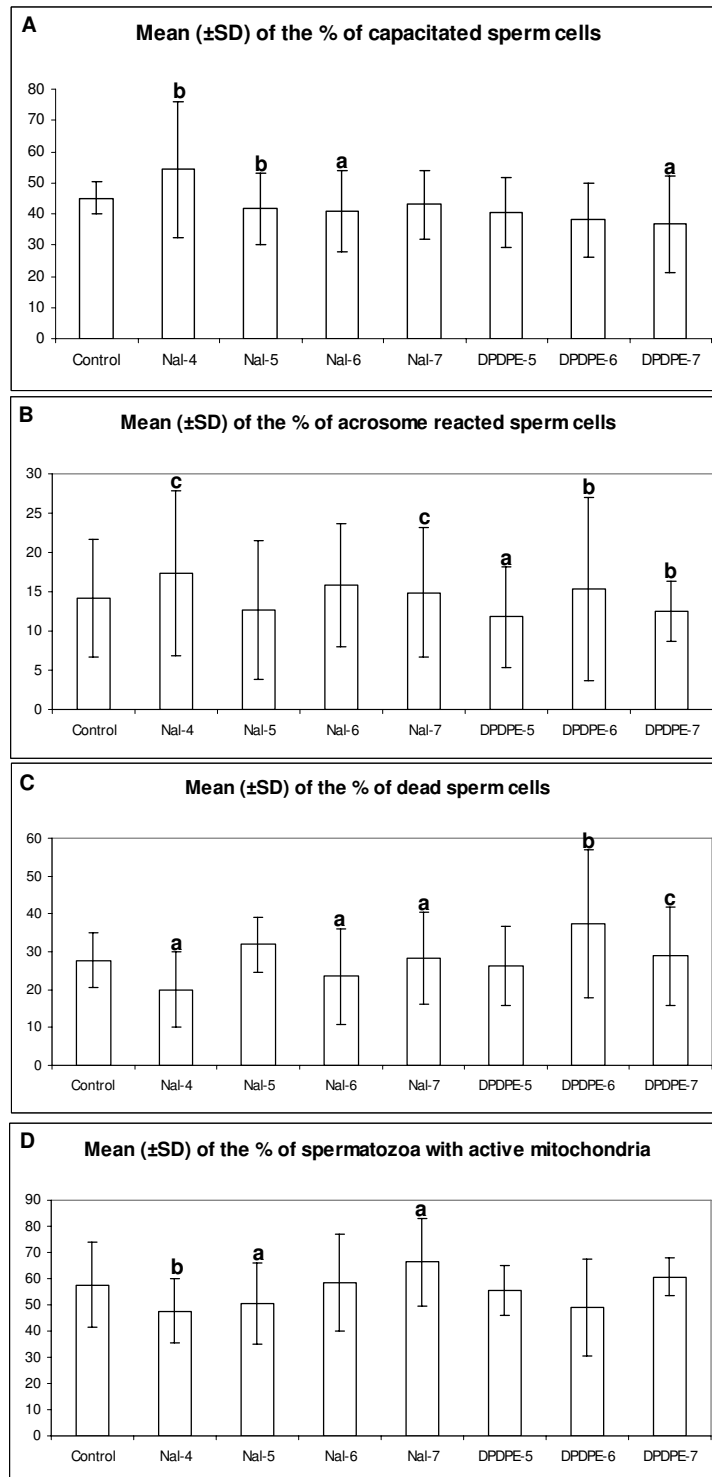 A
Mean (±SD) of the % of capacitated sperm cells
80
70
60
50
40
30
20
10
0
b
b
a
a
Control Nal-4 Nal-5 Nal-6 Nal-7 DPDPE-5 DPDPE-6 DPDPE-7
B
Mean (±SD) of the % of acrosome reacted sperm cells
30
25
20
15
10
5
0
c
c
a
b
b
Control Nal-4 Nal-5 Nal-6 Nal-7 DPDPE-5 DPDPE-6 DPDPE-7
C
Mean (±SD) of the % of dead sperm cells
60
50
40
30
20
10
0
a
a
a
b
c
Control Nal-4 Nal-5 Nal-6 Nal-7 DPDPE-5 DPDPE-6 DPDPE-7
D
Mean (±SD) of the % of spermatozoa with active mitochondria
90
80
70
60
50
40
30
20
10
0
b
a
a
Control Nal-4 Nal-5 Nal-6 Nal-7 DPDPE-5 DPDPE-6 DPDPE-7